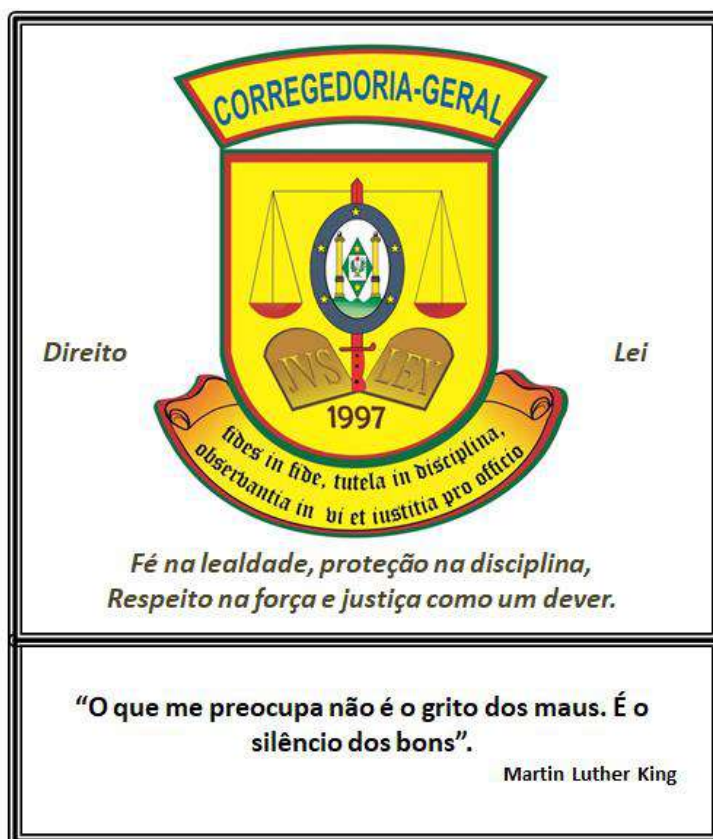 CORREGEDORIA-GERAL
Direito
Lei
IVS LEX
1997
fides in fide, tutela in disciplina,
observantia in vi et iustitia pro officio
Fé na lealdade, proteção na disciplina,
Respeito na força e justiça como um dever.
“O que me preocupa não é o grito dos maus. É o
silêncio dos bons”.
Martin Luther King